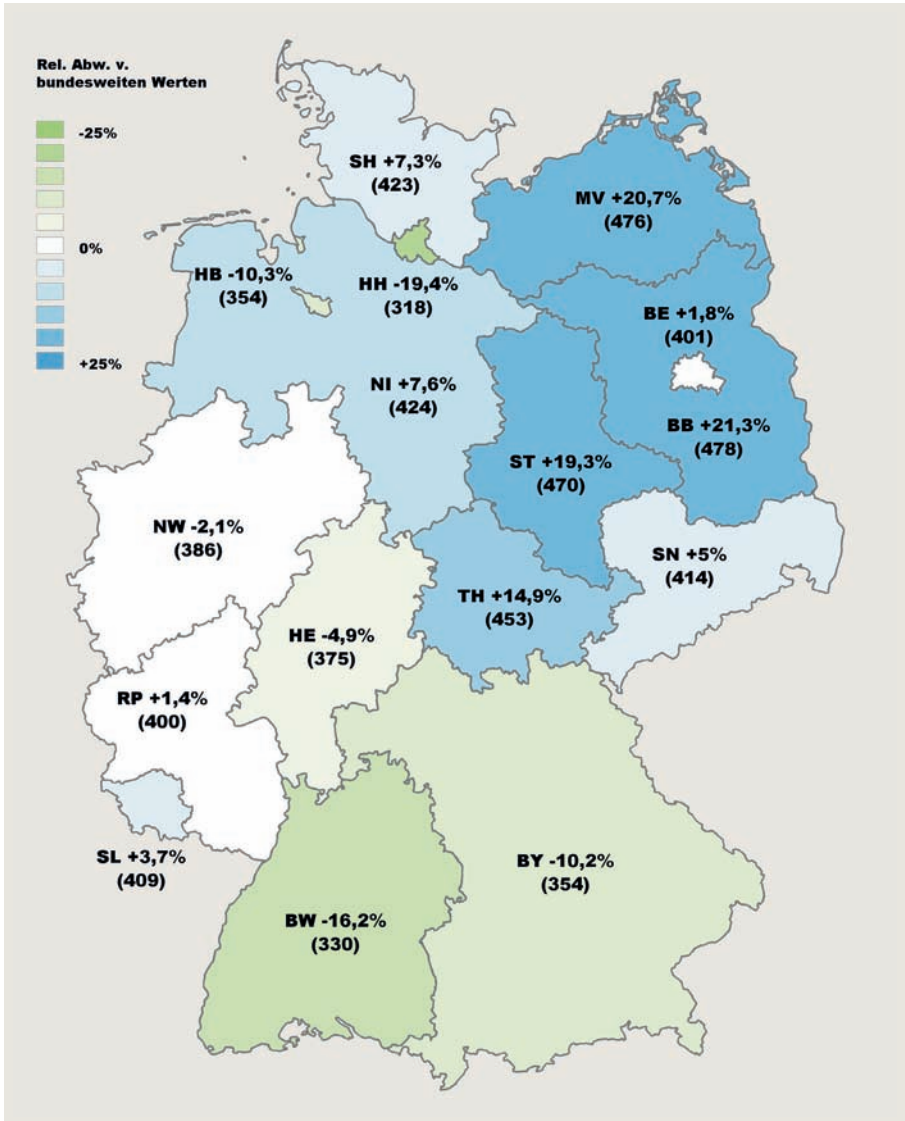 Rel. Abw. v.
bundesweiten Werten
-25%
0%
+25%
SH +7,3%
(423)
MV +20,7%
(476)
HB -10,3%
(354)
HH -19,4%
(318)
BE +1,8%
(401)
NI +7,6%
(424)
BB +21,3%
(478)
ST +19,3%
(470)
NW -2,1%
(386)
SN +5%
(414)
TH +14,9%
(453)
HE -4,9%
(375)
RP +1,4%
(400)
SL +3,7%
(409)
BY -10,2%
(354)
BW -16,2%
(330)